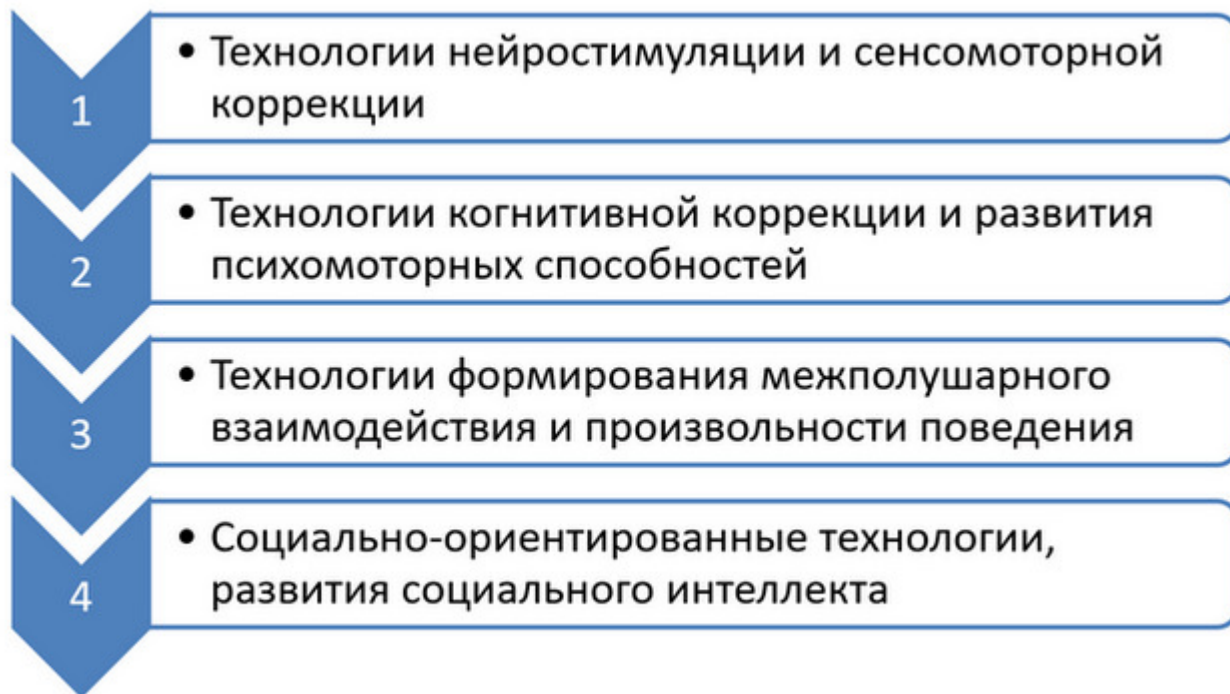 1
• Технологии нейростимуляции и сенсомоторной
коррекции
2
• Технологии когнитивной коррекции и развития
психомоторных способностей
3
• Технологии формирования межполушарного
взаимодействия и произвольности поведения
4
• Социально-ориентированные технологии,
развития социального интеллекта